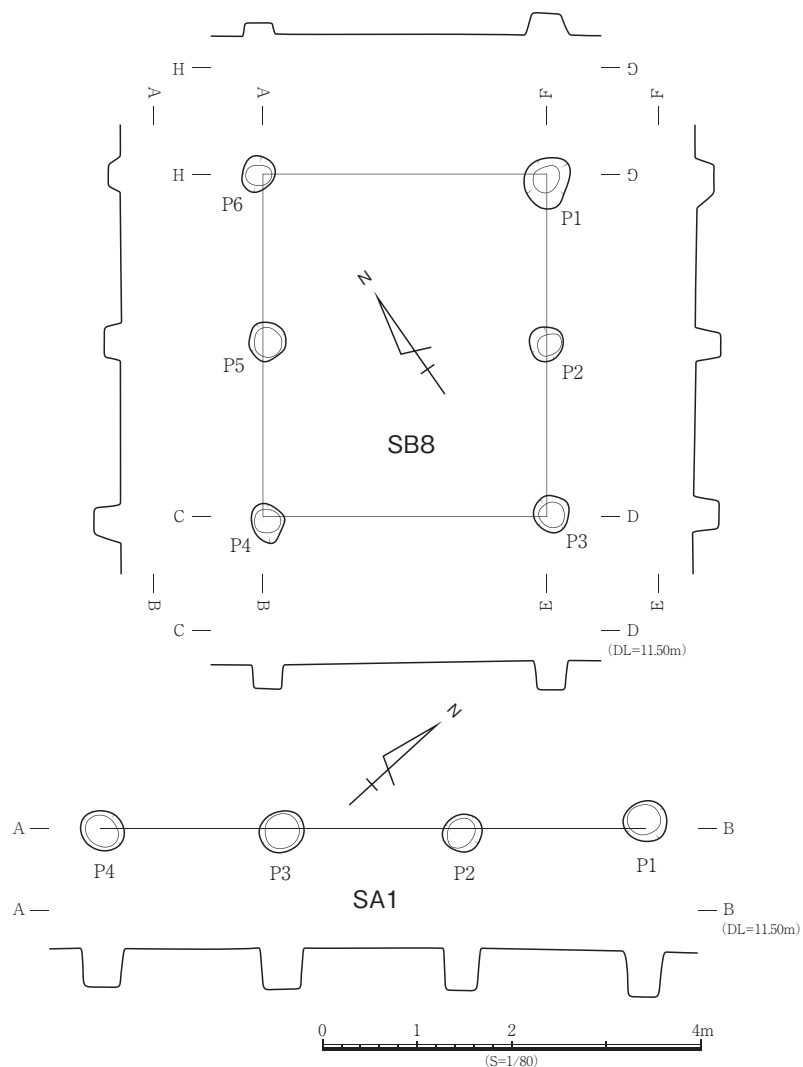 H G
A A F F
H G
P6 P1
N
P5 P2
SB8
C D
P4 P3
B B E E
C D
(DL=11.50m)
N
A B
P4 P3 P2 P1
SA1
A B
(DL=11.50m)
0 1 2 4m
(S=1/80)